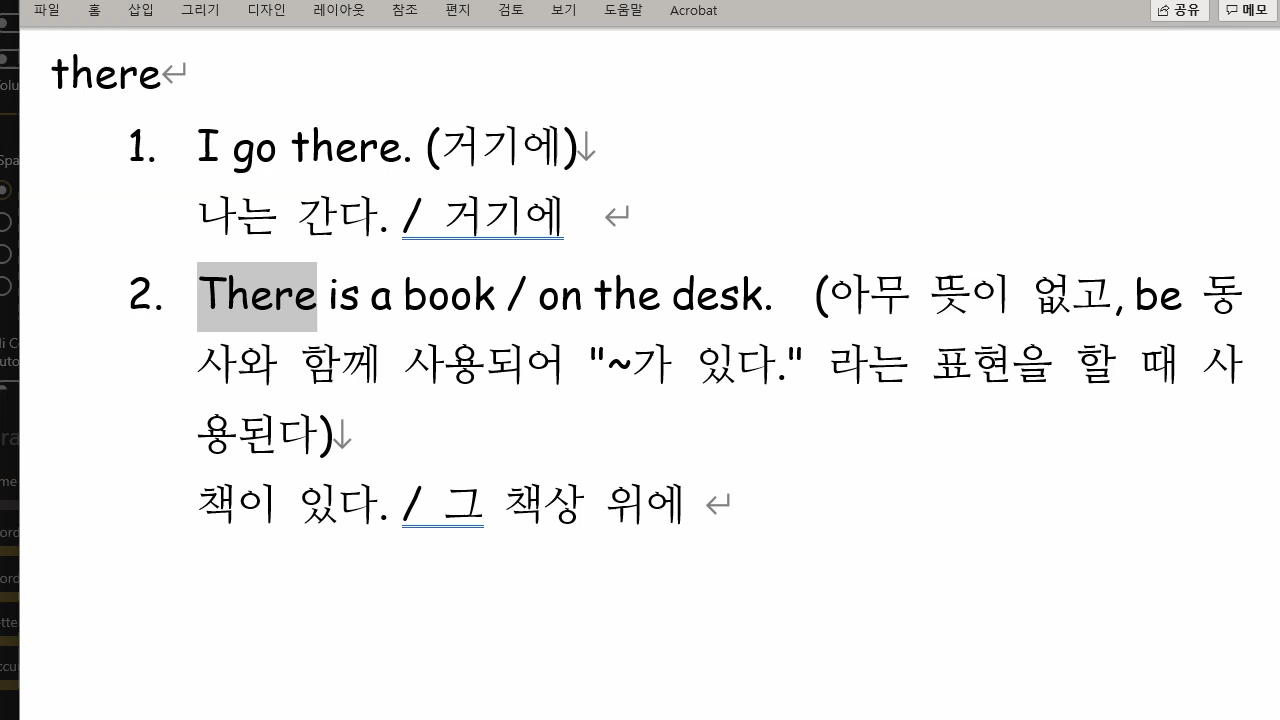 파일 홈 삽입 그리기 디자인 레이아웃 참조 편지 검토 보기 도움말 Acrobat 공유 메모
there
1. I go there. (거기에)
나는 간다. / 거기에
2. There is a book / on the desk. (아무 뜻이 없고, be 동
사와 함께 사용되어 "~가 있다." 라는 표현을 할 때 사
용된다)
책이 있다. / 그 책상 위에